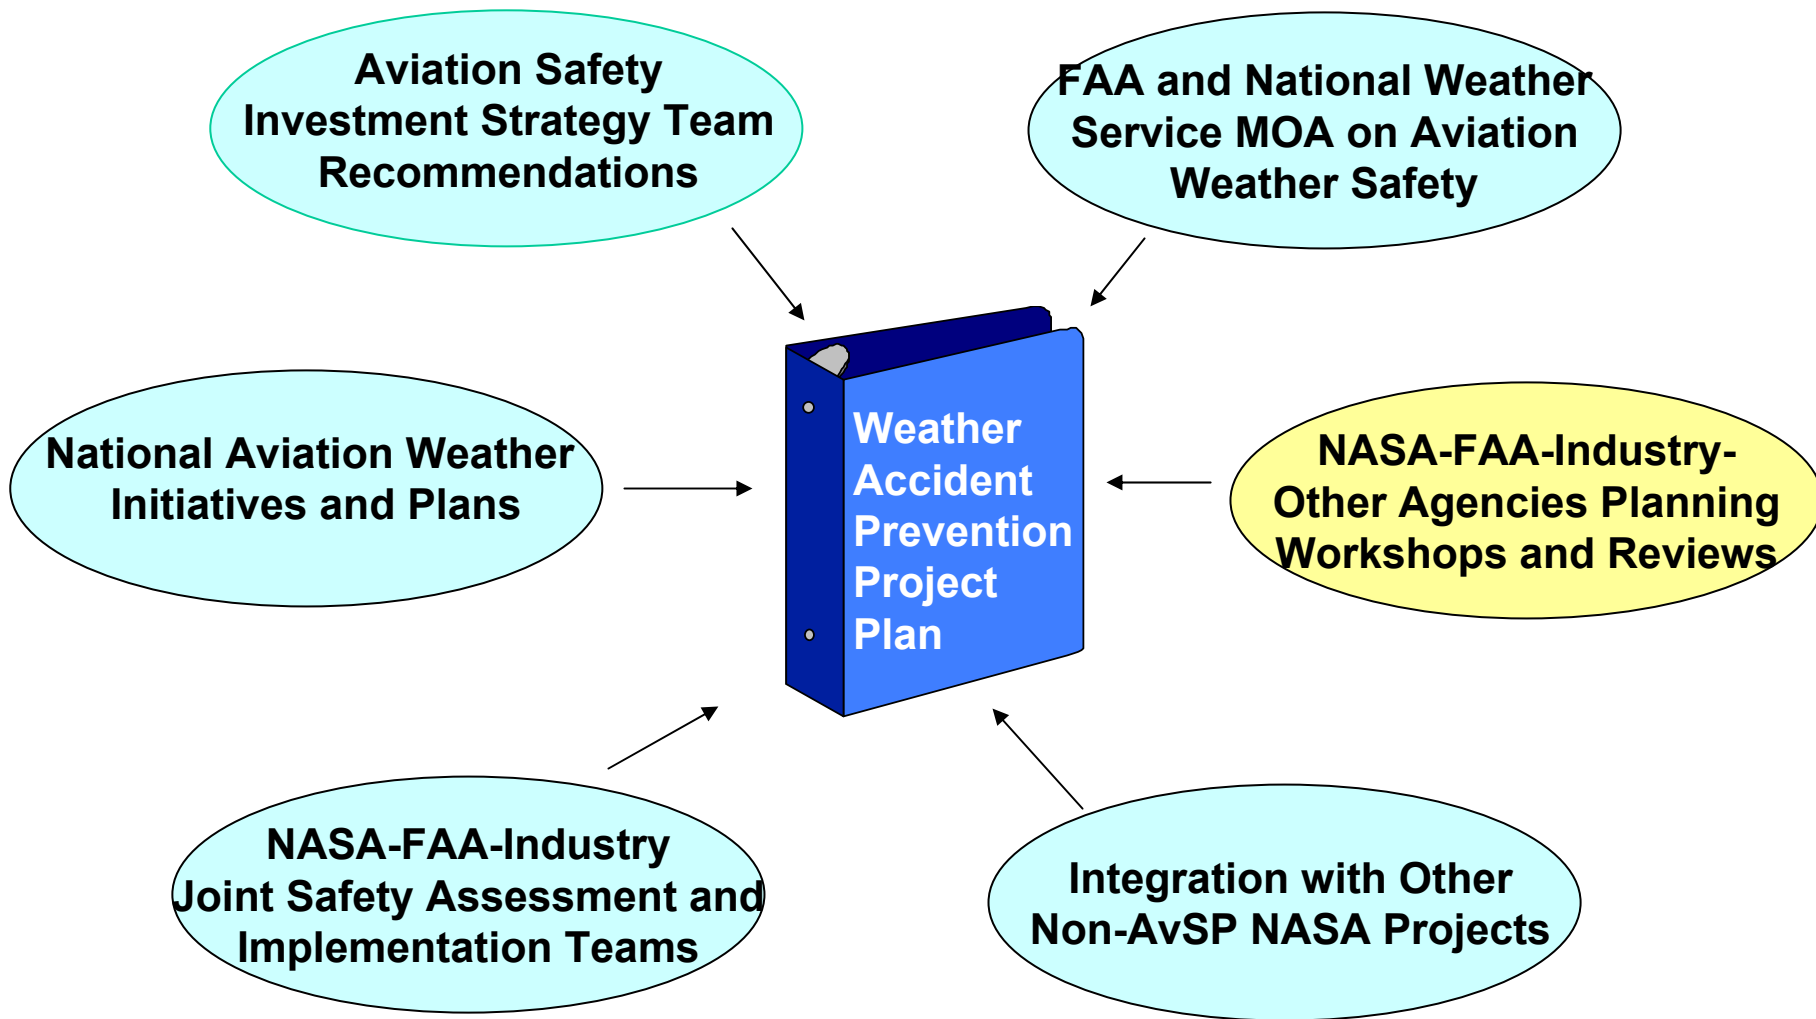 Aviation Safety
Investment Strategy Team
Recommendations
FAA and National Weather
Service MOA on Aviation
Weather Safety
National Aviation Weather
Initiatives and Plans
Weather
Accident
Prevention
Project
Plan
NASA-FAA-Industry-
Other Agencies Planning
Workshops and Reviews
NASA-FAA-Industry
Joint Safety Assessment and
Implementation Teams
Integration with Other
Non-AvSP NASA Projects